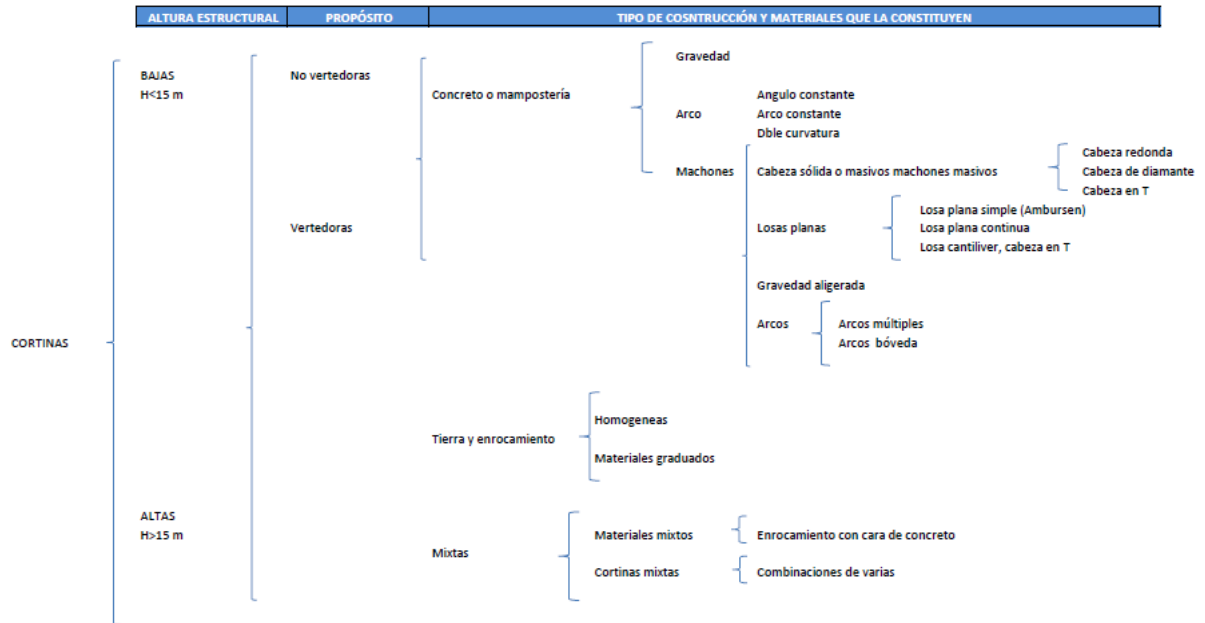 ALTURA ESTRUCTURAL PROPÓSITO TIPO DE COSNTRUCCIÓN Y MATERIALES QUE LA CONSTITUYEN
CORTINAS
BAJAS
H<15 m
ALTAS
H>15 m
No vertedoras
Vertedoras
Concreto o mampostería
Gravedad
Arco
Angulo constante
Arco constante
Dble curvatura
Machones
Cabeza sólida o masivos machones masivos
Cabeza redonda
Cabeza de diamante
Cabeza en T
Losas planas
Losa plana simple (Ambursen)
Losa plana continua
Losa cantiliver, cabeza en T
Gravedad aligerada
Arcos
Arcos múltiples
Arcos bóveda
Tierra y enrocamiento
Homogeneas
Materiales graduados
Mixtas
Materiales mixtos
Enrocamiento con cara de concreto
Cortinas mixtas
Combinaciones de varias